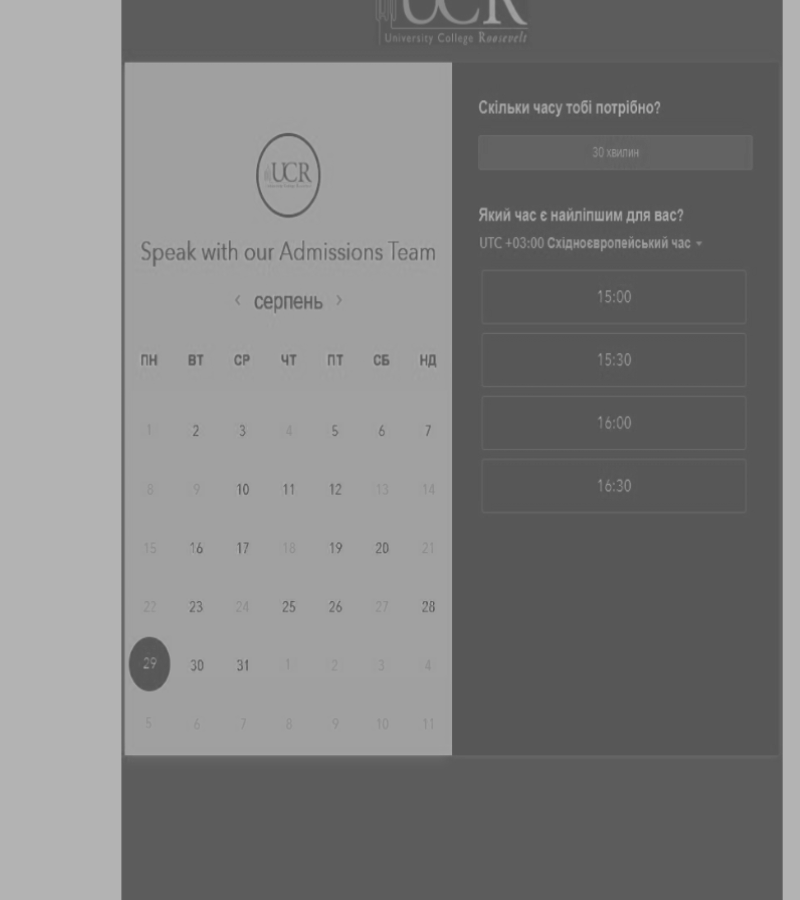 UCR
University College Roosevelt
UCR
Speak with our Admissions Team
‹ серпень ›
ПН ВТ СР ЧТ ПТ СБ НД
1 2 3 4 5 6 7
8 9 10 11 12 13 14
15 16 17 18 19 20 21
22 23 24 25 26 27 28
29 30 31 1 2 3 4
5 6 7 8 9 10 11
Скільки часу тобі потрібно?
30 хвилин
Який час є найліпшим для вас?
UTC +03:00 Східноєвропейський час
15:00
15:30
16:00
16:30